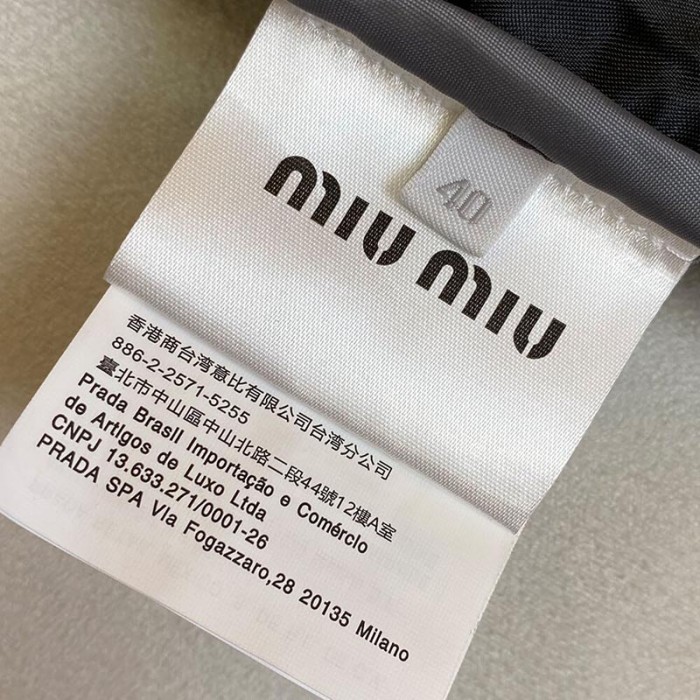 40
MIU MIU
香港商台湾意比有限公司台湾分公司
886-2-2571-5255
臺北市中山區中山北路二段44號12樓A室
Prada Brasil Importação e Comércio
de Artigos de Luxo Ltda
CNPJ 13.633.271/0001-26
PRADA SPA Via Fogazzaro,28 20135 Milano